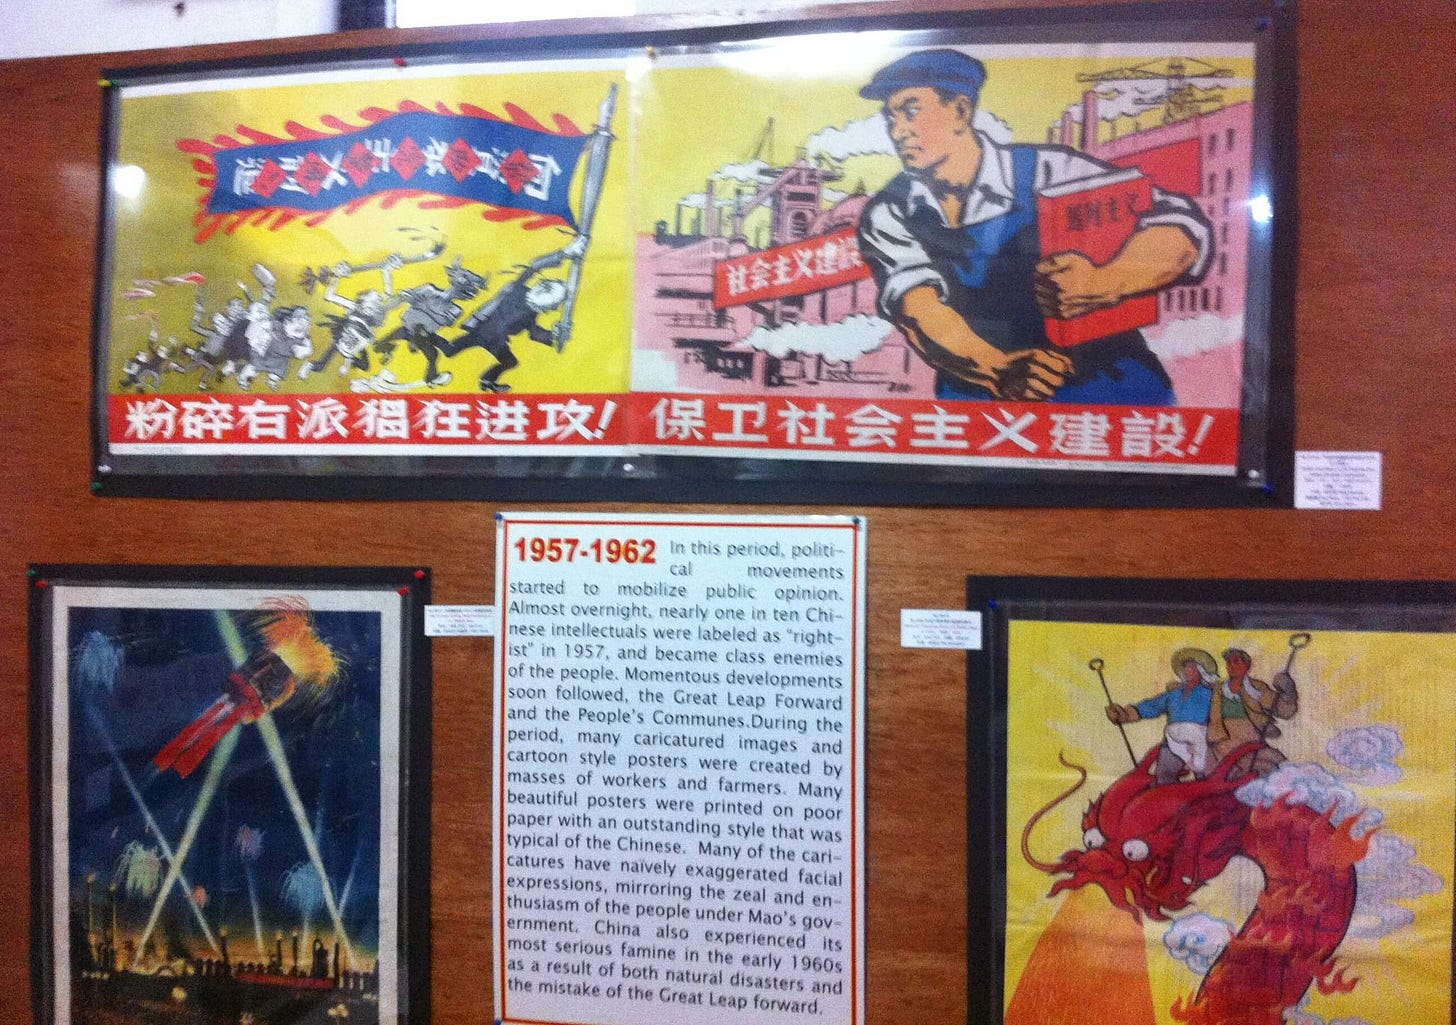 社会主义建設
粉碎右派猖狂进攻!
保卫社会主义建設!
1957-1962 In this period, politi-
cal movements
started to mobilize public opinion.
Almost overnight, nearly one in ten Chi-
nese intellectuals were labeled as "right-
ist" in 1957, and became class enemies
of the people. Momentous developments
soon followed, the Great Leap Forward
and the People's Communes.During the
period, many caricatured images and
cartoon style posters were created by
masses of workers and farmers. Many
beautiful posters were printed on poor
paper with an outstanding style that was
typical of the Chinese. Many of the cari-
catures have naïvely exaggerated facial
expressions, mirroring the zeal and en-
thusiasm of the people under Mao's gov-
ernment. China also experienced its
most serious famine in the early 1960s
as a result of both natural disasters and
the mistake of the Great Leap forward.